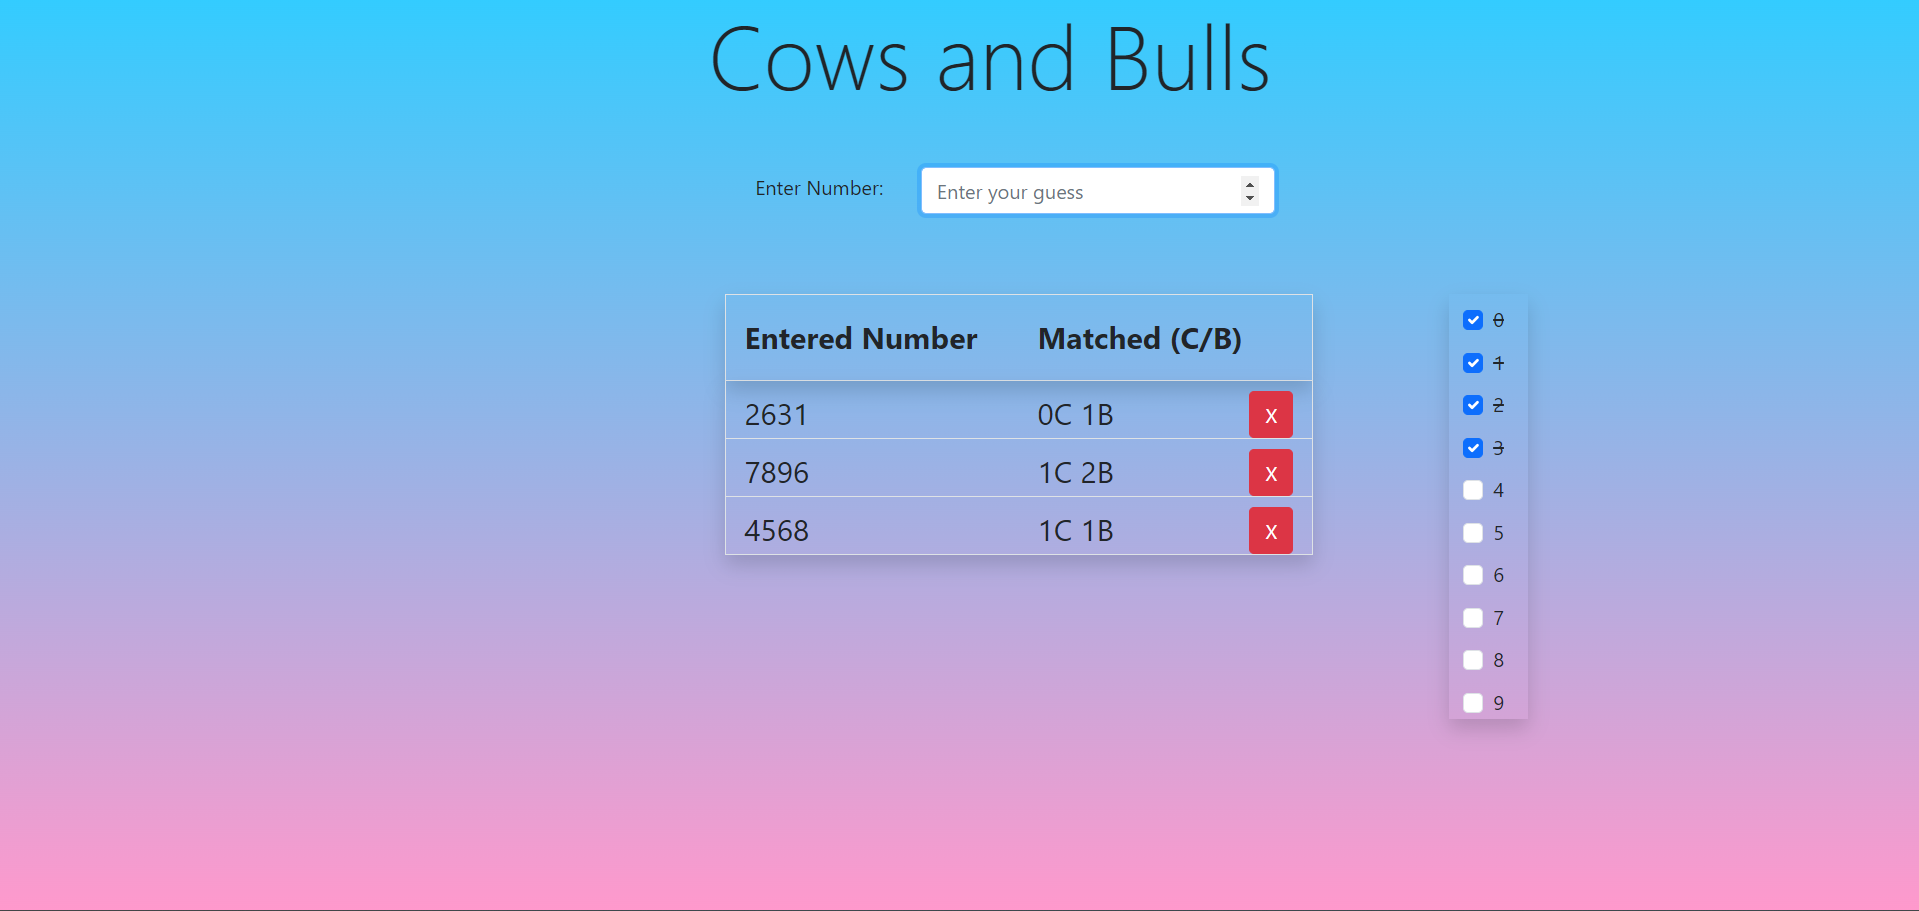 Cows and Bulls
Enter Number: Enter your guess
Entered Number Matched (C/B)
2631 0C 1B X
7896 1C 2B X
4568 1C 1B X
0
1
2
3
4
5
6
7
8
9